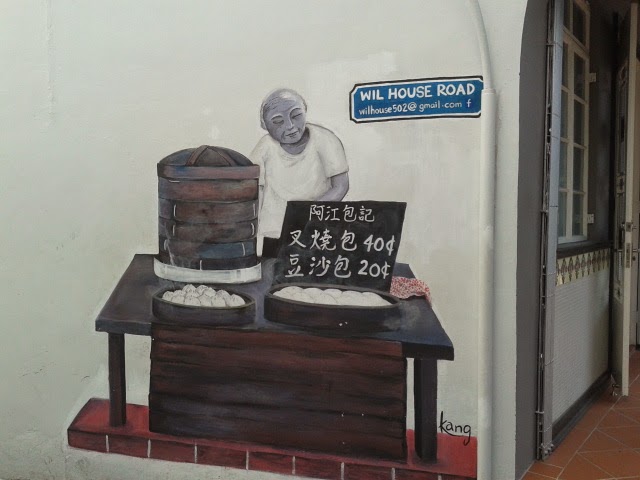 WIL HOUSE ROAD
wilhouse502@gmail.com f
阿江包記
叉燒包 40¢
豆沙包 20¢
kang